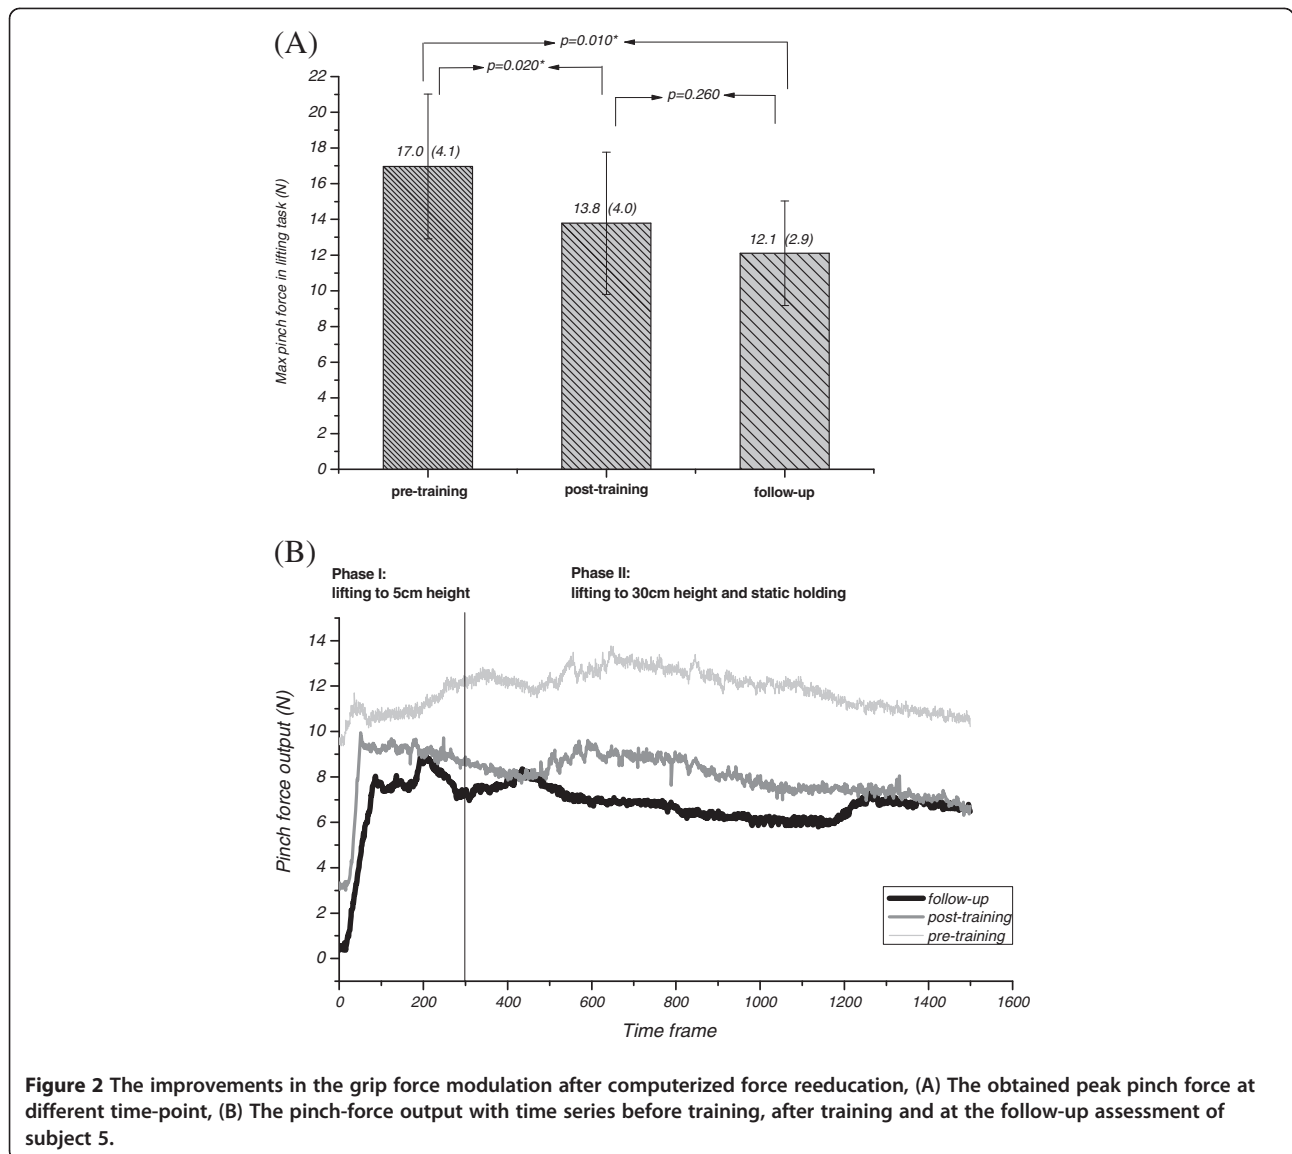 (A)
p=0.010*
p=0.020*
p=0.260
22
20
18
16
14
12
10
8
6
4
2
0
Max pinch force in lifting task (N)
17.0 (4.1)
13.8 (4.0)
12.1 (2.9)
pre-training post-training follow-up
(B)
Phase I:
lifting to 5cm height
Phase II:
lifting to 30cm height and static holding
14
12
10
8
6
4
2
0
Pinch force output (N)
follow-up
post-training
pre-training
0 200 400 600 800 1000 1200 1400 1600
Time frame
Figure 2 The improvements in the grip force modulation after computerized force reeducation, (A) The obtained peak pinch force at
different time-point, (B) The pinch-force output with time series before training, after training and at the follow-up assessment of
subject 5.